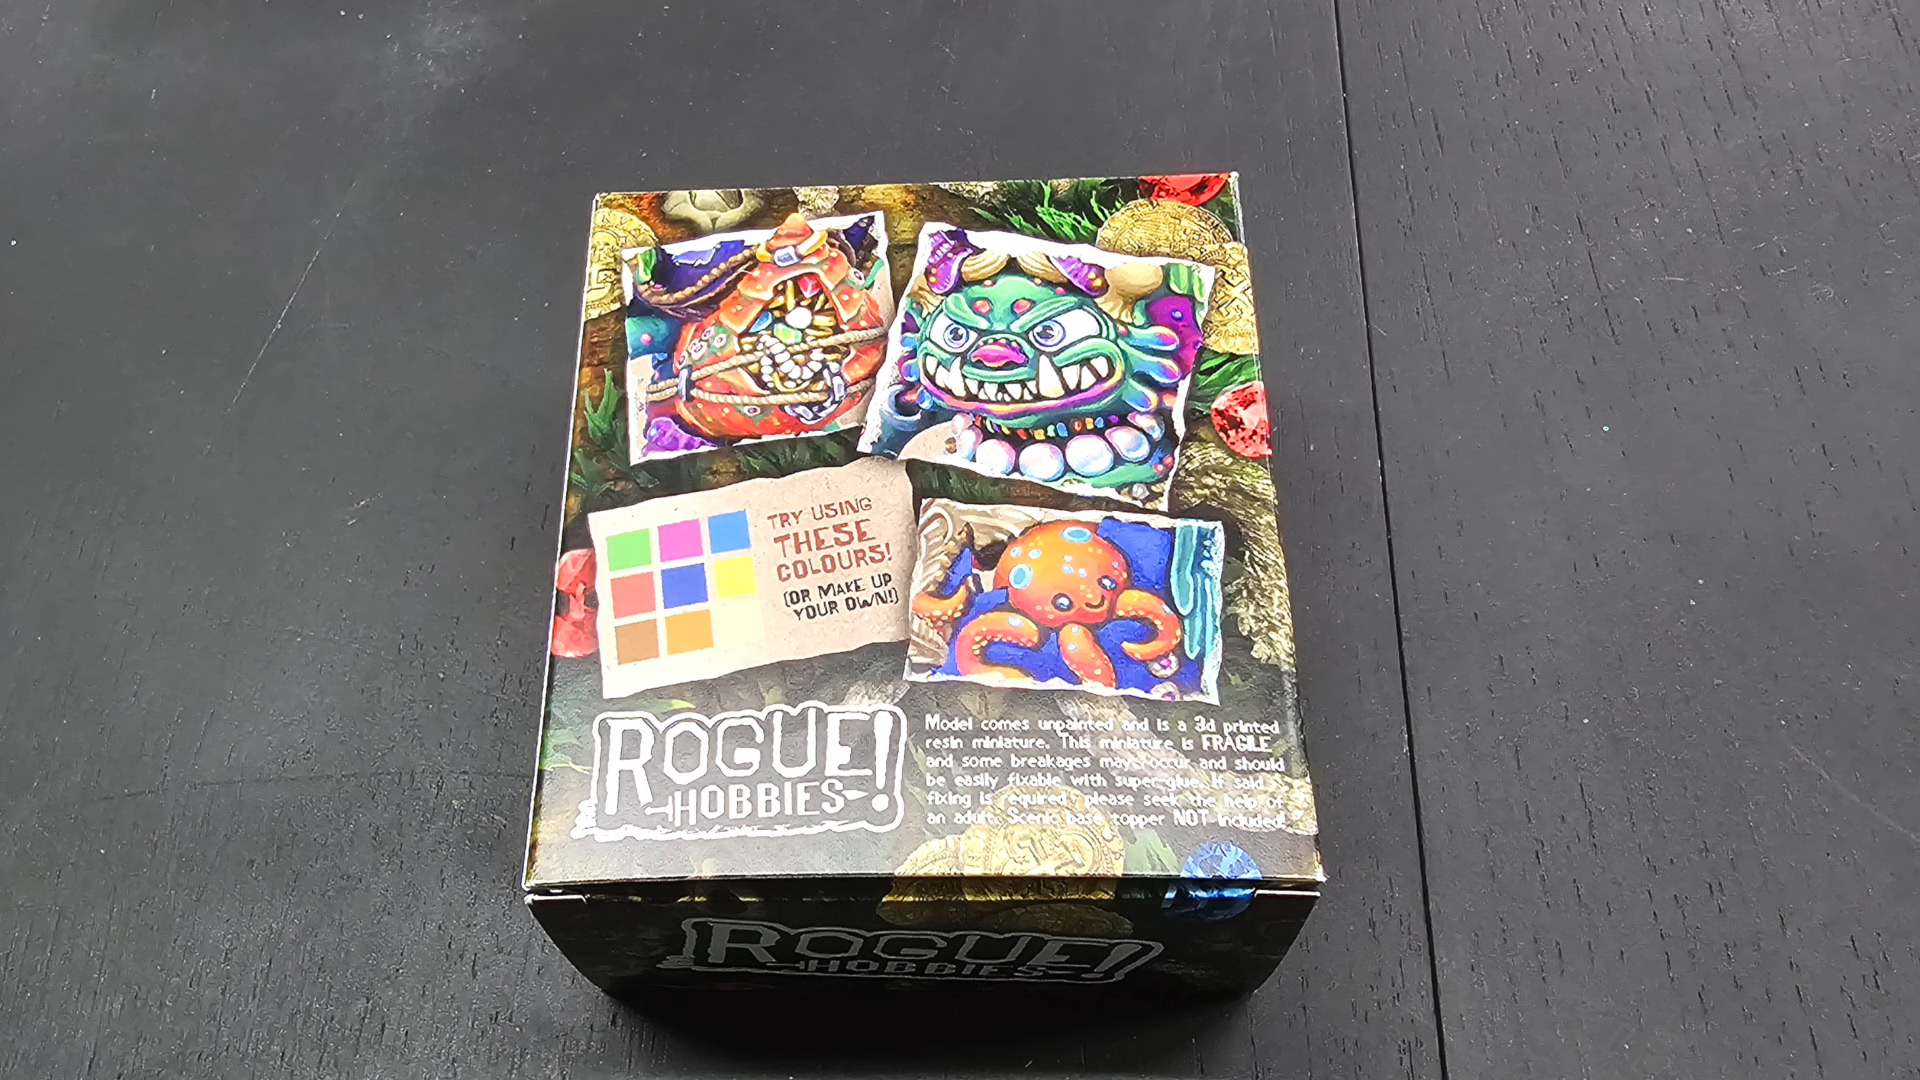 TRY USING
THESE
COLOURS!
(OR MAKE UP
YOUR OWN!)
ROGUE!
HOBBIES
Model comes unpainted and is a 3d printed
resin miniature. This miniature is FRAGILE
and some breakages may occur and should
be easily fixable with super-glue. If said
fixing is required, please seek the help of
an adult. Scenic base topper NOT included!
ROGUE!
HOBBIES